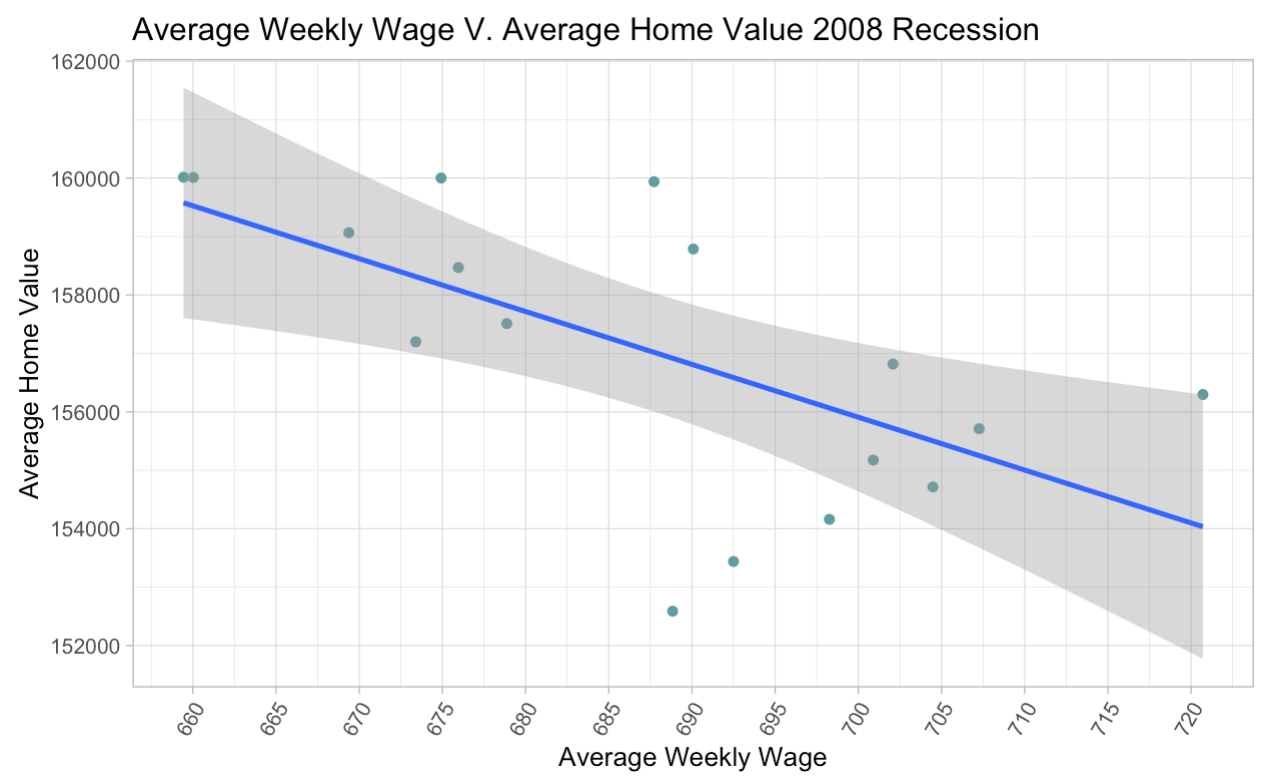 Average Weekly Wage V. Average Home Value 2008 Recession
162000
160000
158000
156000
154000
152000
Average Home Value
660 665 670 675 680 685 690 695 700 705 710 715 720
Average Weekly Wage